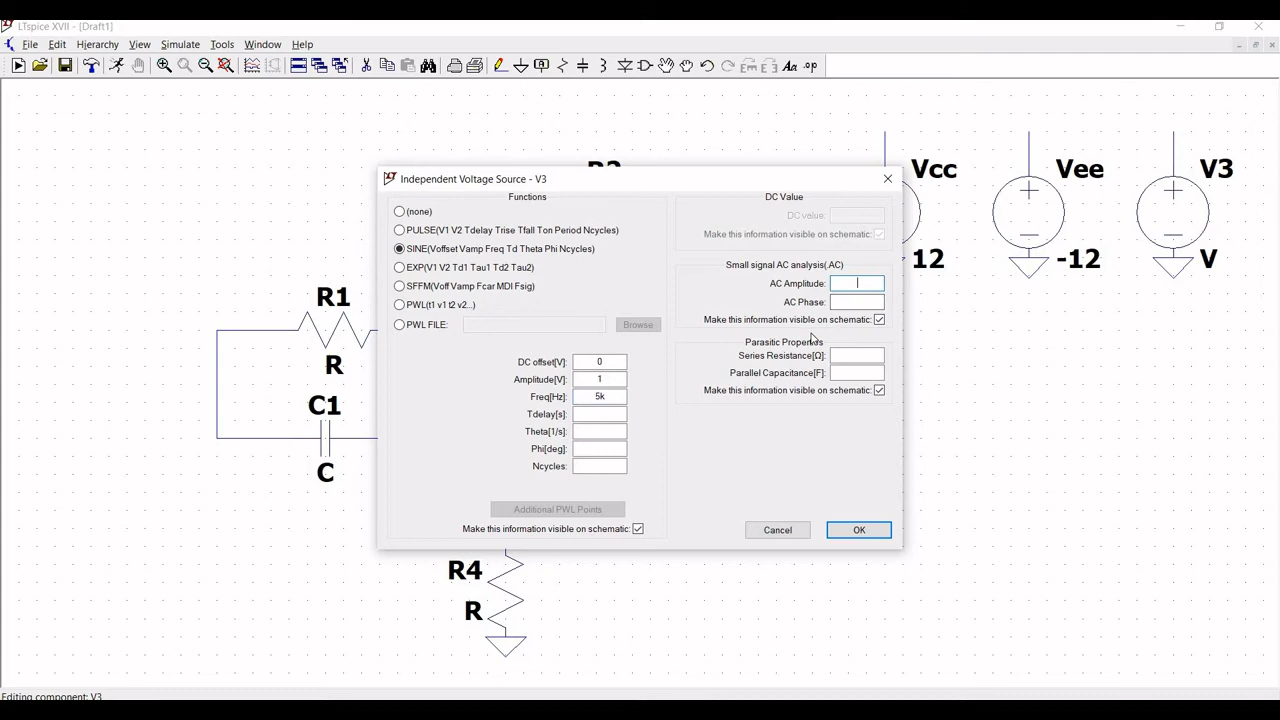 LTspice XVII - [Draft1]
File Edit Hierarchy View Simulate Tools Window Help
Aa .op
Independent Voltage Source - V3
Functions
(none)
PULSE(V1 V2 Tdelay Trise Tfall Ton Period Ncycles)
SINE(Voffset Vamp Freq Td Theta Phi Ncycles)
EXP(V1 V2 Td1 Tau1 Td2 Tau2)
SFFM(Voff Vamp Fcar MDI Fsig)
PWL(t1 v1 t2 v2...)
PWL FILE: Browse
DC offset[V]: 0
Amplitude[V]: 1
Freq[Hz]: 5k
Tdelay[s]:
Theta[1/s]:
Phi[deg]:
Ncycles:
Additional PWL Points
Make this information visible on schematic:
DC Value
DC value:
Make this information visible on schematic:
Small signal AC analysis(.AC)
AC Amplitude:
AC Phase:
Make this information visible on schematic:
Parasitic Properties
Series Resistance[Ω]:
Parallel Capacitance[F]:
Make this information visible on schematic:
Cancel OK
R1
R
C1
C
R4
R
Vcc
12
Vee
-12
V3
V
Editing component: V3